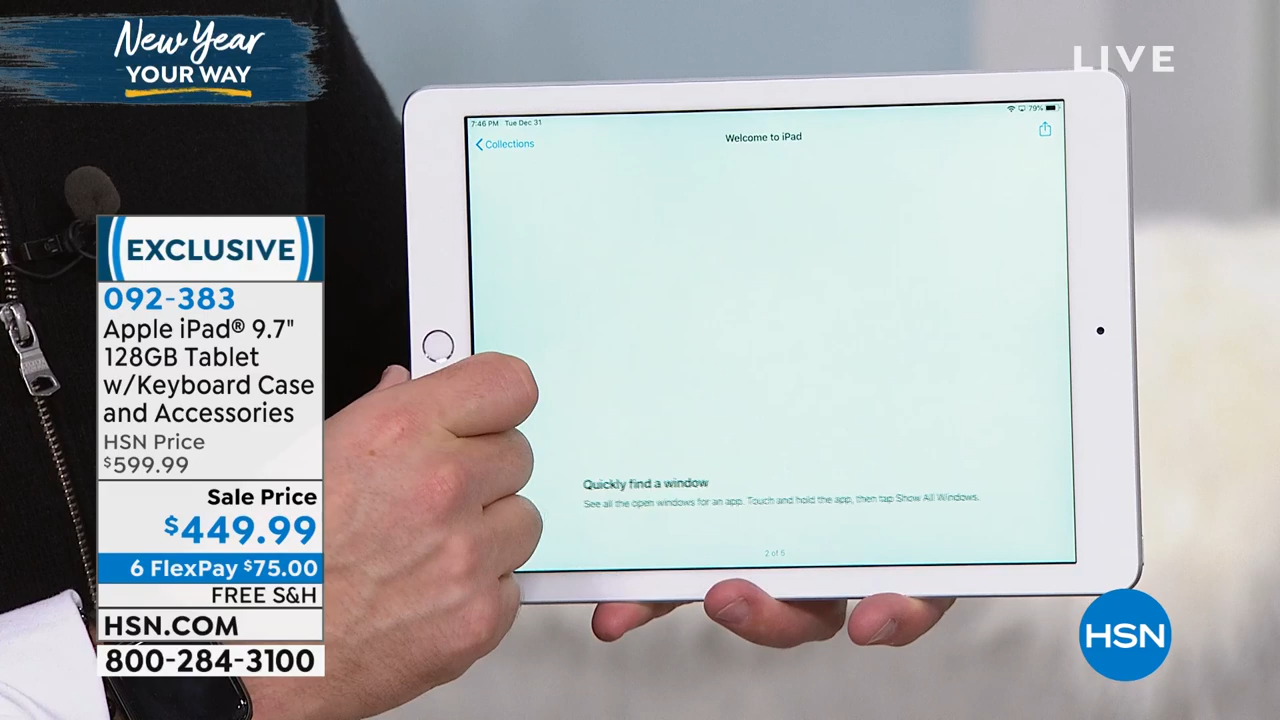 New Year
YOUR WAY
LIVE
7:46 PM Tue Dec 31
79%
Collections
Welcome to iPad
Quickly find a window
See all the open windows for an app. Touch and hold the app, then tap Show All Windows.
2 of 6
EXCLUSIVE
092-383
Apple iPad® 9.7"
128GB Tablet
w/Keyboard Case
and Accessories
HSN Price
$599.99
Sale Price
$449.99
6 FlexPay $75.00
FREE S&H
HSN.COM
800-284-3100
HSN